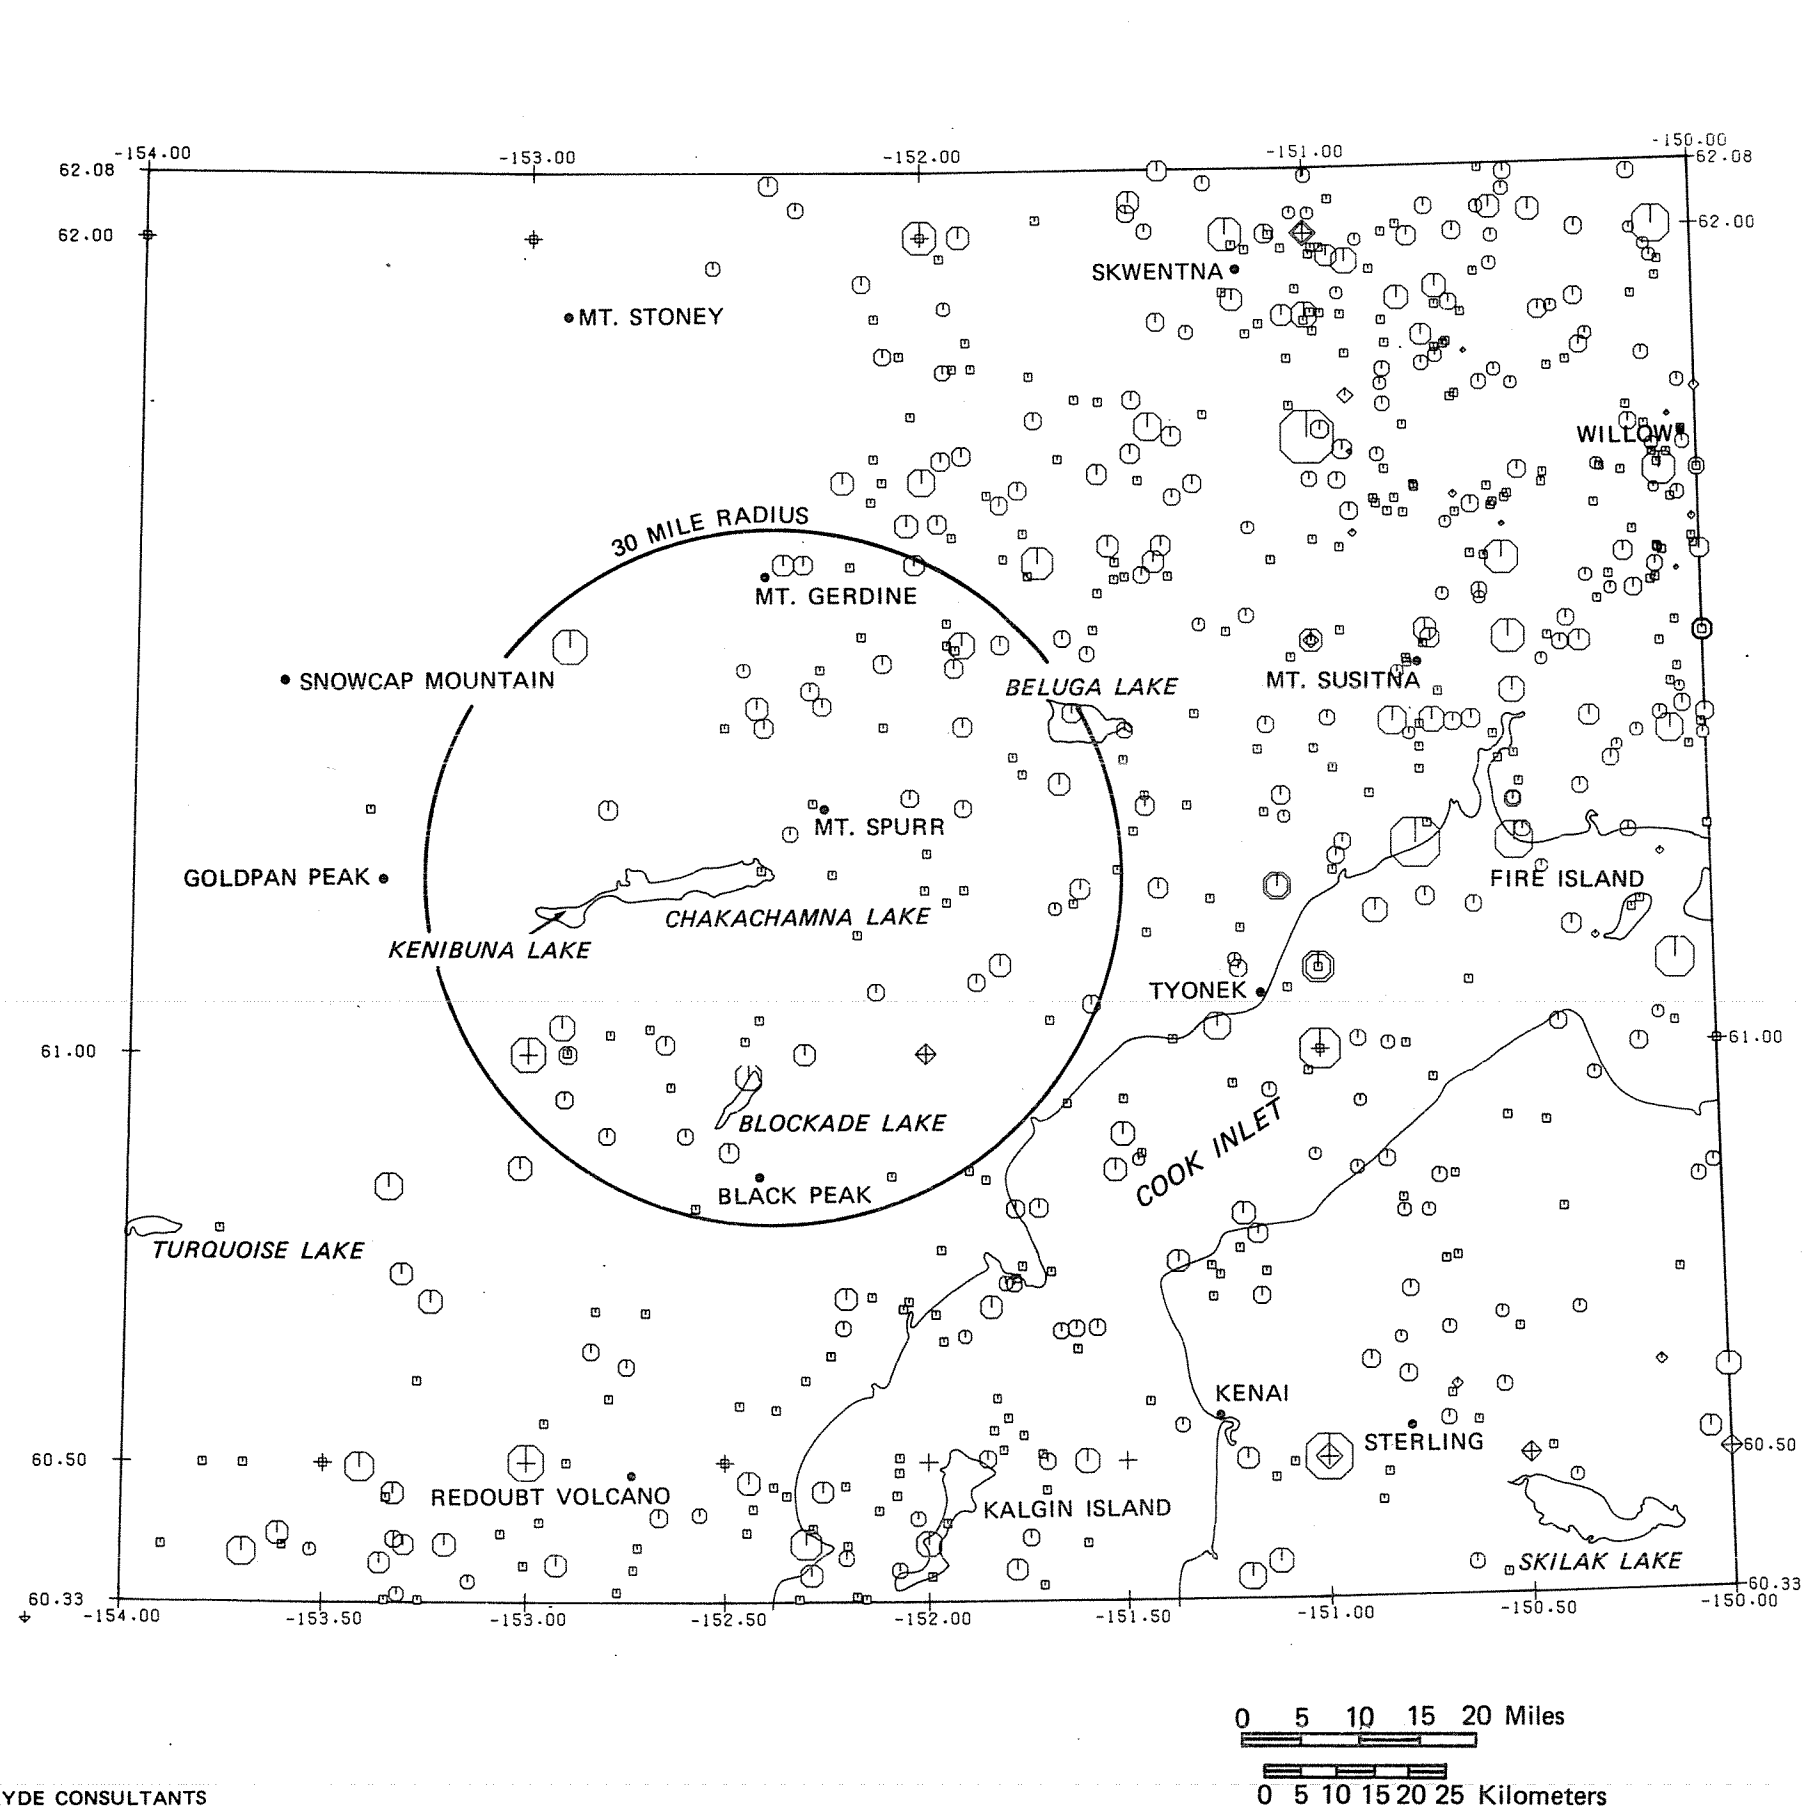 -154.00
-153.00
-152.00
-151.00
-150.00
62.08
62.08
62.00
62.00
SKWENTNA
MT. STONEY
WILLOW
30 MILE RADIUS
MT. GERDINE
SNOWCAP MOUNTAIN
BELUGA LAKE
MT. SUSITNA
MT. SPURR
GOLDPAN PEAK
FIRE ISLAND
CHAKACHAMNA LAKE
KENIBUNA LAKE
TYONEK
61.00
61.00
BLOCKADE LAKE
COOK INLET
BLACK PEAK
TURQUOISE LAKE
KENAI
STERLING
60.50
60.50
REDOUBT VOLCANO
KALGIN ISLAND
SKILAK LAKE
60.33
60.33
-154.00
-153.50
-153.00
-152.50
-152.00
-151.50
-151.00
-150.50
-150.00
0 5 10 15 20 Miles
0 5 10 15 20 25 Kilometers
YDE CONSULTANTS